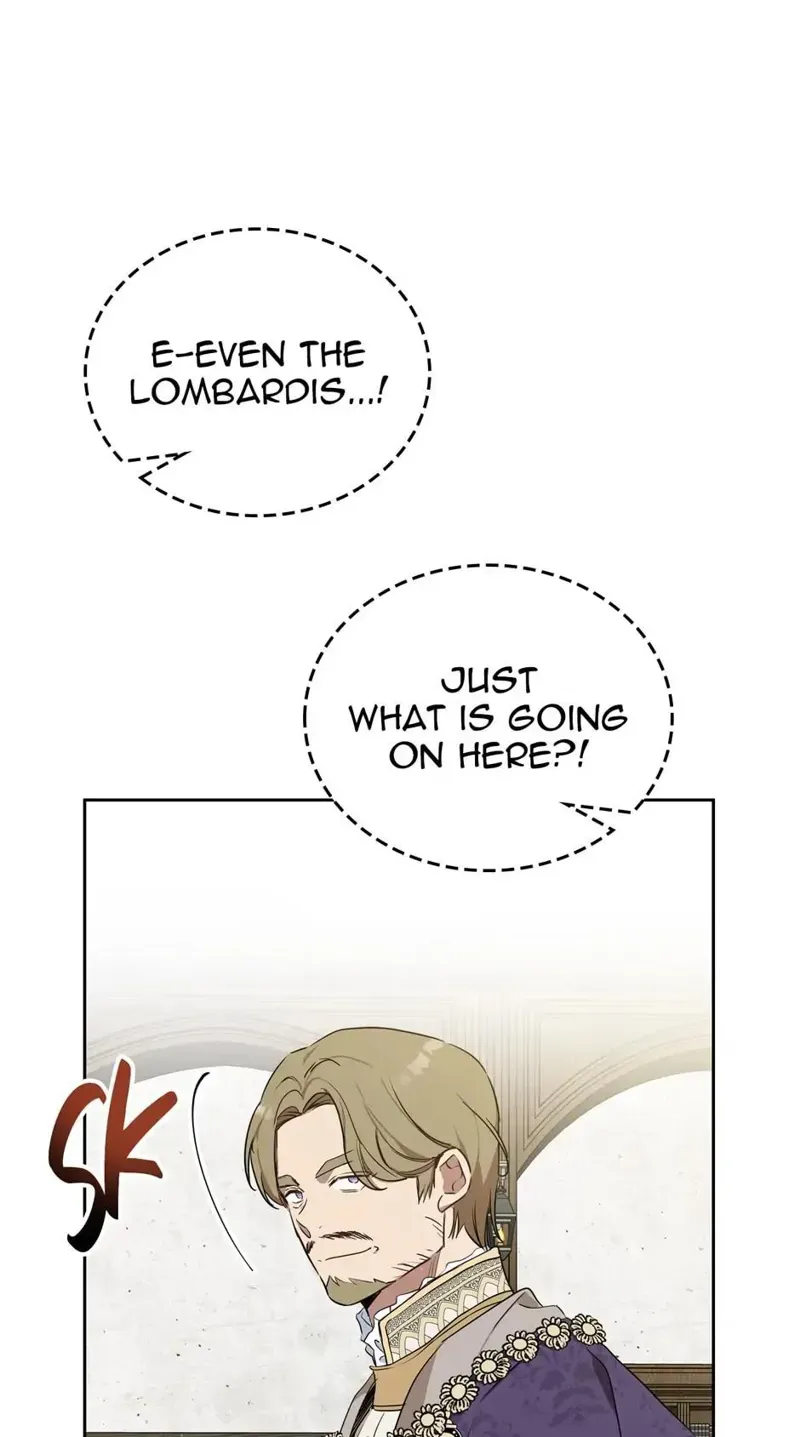 E-EVEN THE
LOMBARDIS...!
JUST
WHAT IS GOING
ON HERE?!
SK